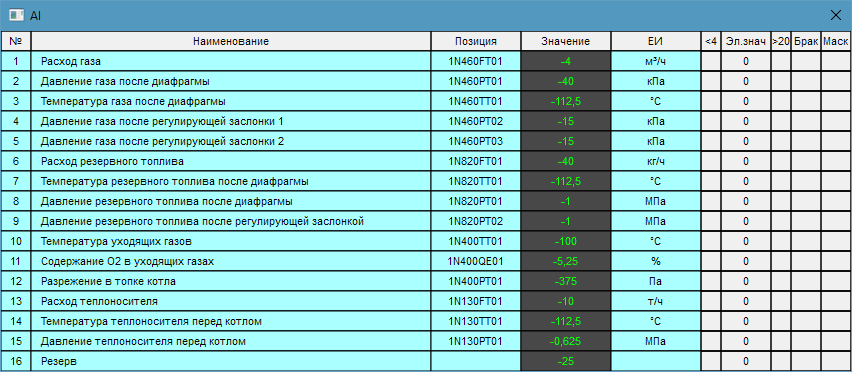 AI
№ Наименование Позиция Значение ЕИ <4 Эл.знач >20 Брак Маск
1 Расход газа 1N460FT01 -4 м³/ч 0
2 Давление газа после диафрагмы 1N460PT01 -40 кПа 0
3 Температура газа после диафрагмы 1N460TT01 -112,5 °C 0
4 Давление газа после регулирующей заслонки 1 1N460PT02 -15 кПа 0
5 Давление газа после регулирующей заслонки 2 1N460PT03 -15 кПа 0
6 Расход резервного топлива 1N820FT01 -40 кг/ч 0
7 Температура резервного топлива после диафрагмы 1N820TT01 -112,5 °C 0
8 Давление резервного топлива после диафрагмы 1N820PT01 -1 МПа 0
9 Давление резервного топлива после регулирующей заслонкой 1N820PT02 -1 МПа 0
10 Температура уходящих газов 1N400TT01 -100 °C 0
11 Содержание О2 в уходящих газах 1N400QE01 -5,25 % 0
12 Разрежение в топке котла 1N400PT01 -375 Па 0
13 Расход теплоносителя 1N130FT01 -10 т/ч 0
14 Температура теплоносителя перед котлом 1N130TT01 -112,5 °C 0
15 Давление теплоносителя перед котлом 1N130PT01 -0,625 МПа 0
16 Резерв -25 0